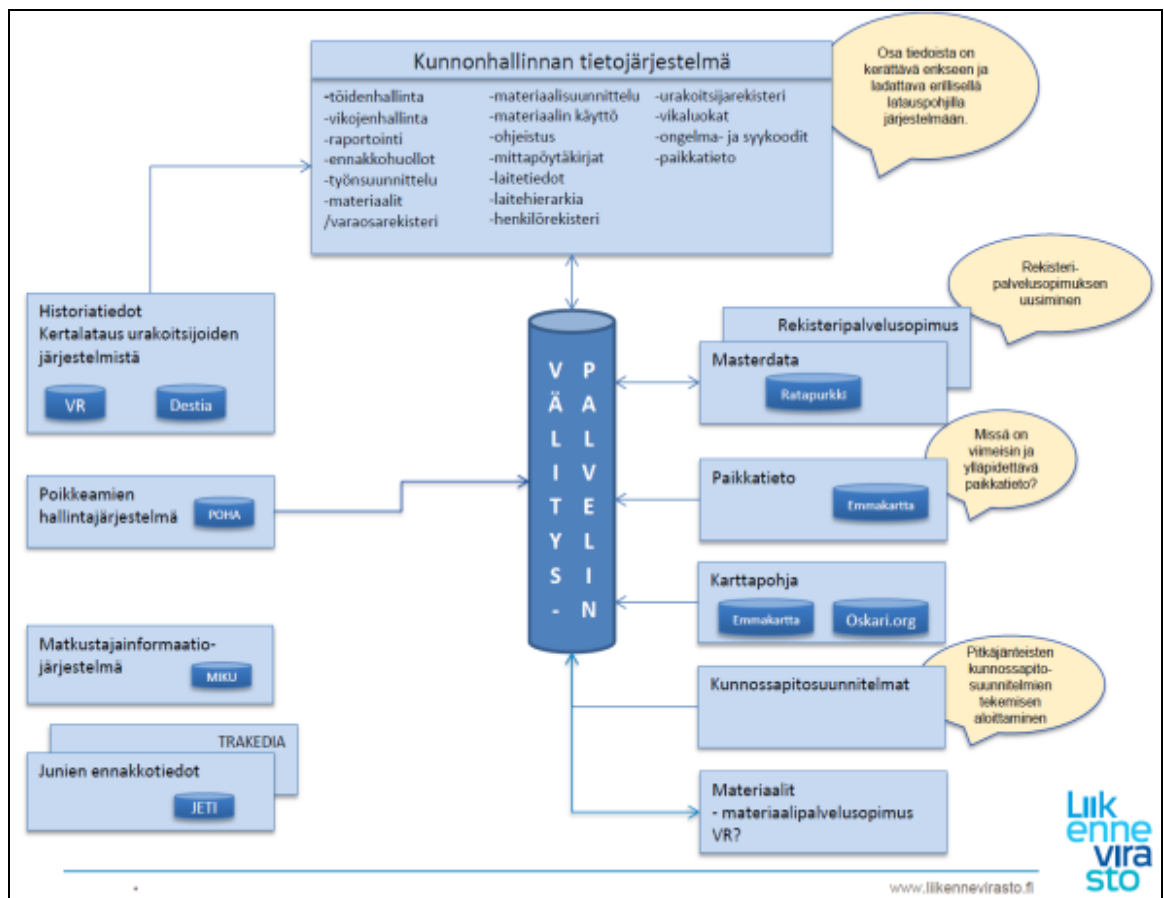 Kunnonhallinnan tietojärjestelmä
-töidenhallinta
-vikojenhallinta
-raportointi
-ennakkohuollot
-työnsuunnittelu
-materiaalit
/varaosarekisteri
-materiaalisuunnittelu
-materiaalin käyttö
-ohjeistus
-mittapöytäkirjat
-laitetiedot
-laitehierarkia
-henkilörekisteri
-urakoitsijarekisteri
-vikaluokat
-ongelma- ja syykoodit
-paikkatieto
Osa tiedoista on
kerättävä erikseen ja
ladattava erillisellä
latauspohjilla
järjestelmään.
Historiatiedot
Kertalataus urakoitsijoiden
järjestelmistä
VR
Destia
Poikkeamien
hallintajärjestelmä
POHA
Matkustajainformaatio-
järjestelmä
MIKU
TRAKEDIA
Junien ennakkotiedot
JETI
VÄLITYS-
PALVELIN
Rekisteri-
palvelusopimuksen
uusiminen
Rekisteripalvelusopimus
Masterdata
Ratapurkki
Missä on
viimeisin ja
ylläpidettävä
paikkatieto?
Paikkatieto
Emmakartta
Karttapohja
Emmakartta
Oskari.org
Pitkäjänteisten
kunnossapito-
suunnitelmien
tekemisen
aloittaminen
Kunnossapitosuunnitelmat
Materiaalit
- materiaalipalvelusopimus
VR?
Liik
enne
vira
sto
www.liikennevirasto.fi